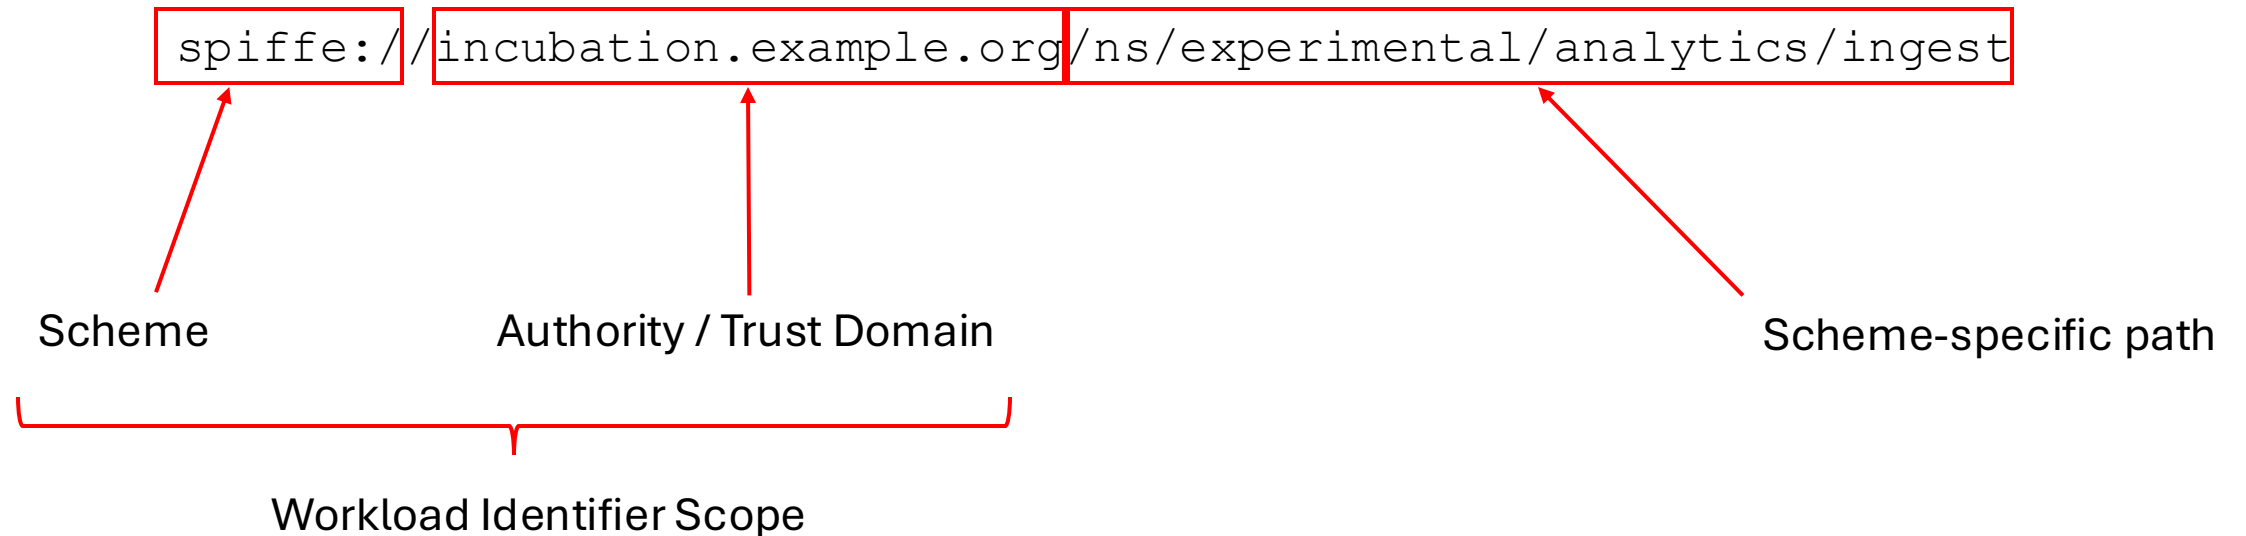 spiffe://incubation.example.org/ns/experimental/analytics/ingest
Scheme
Authority / Trust Domain
Scheme-specific path
Workload Identifier Scope